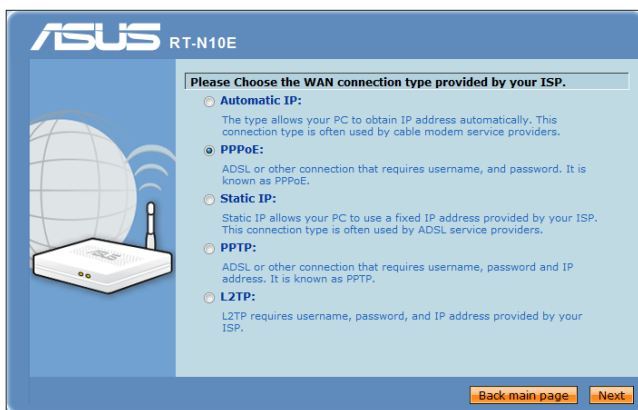 ASUS RT-N10E
Please Choose the WAN connection type provided by your ISP.
Automatic IP:
The type allows your PC to obtain IP address automatically. This
connection type is often used by cable modem service providers.
PPPoE:
ADSL or other connection that requires username, and password. It is
known as PPPoE.
Static IP:
Static IP allows your PC to use a fixed IP address provided by your ISP.
This connection type is often used by ADSL service providers.
PPTP:
ADSL or other connection that requires username, password and IP
address. It is known as PPTP.
L2TP:
L2TP requires username, password, and IP address provided by your
ISP.
ASUS
Back main page Next